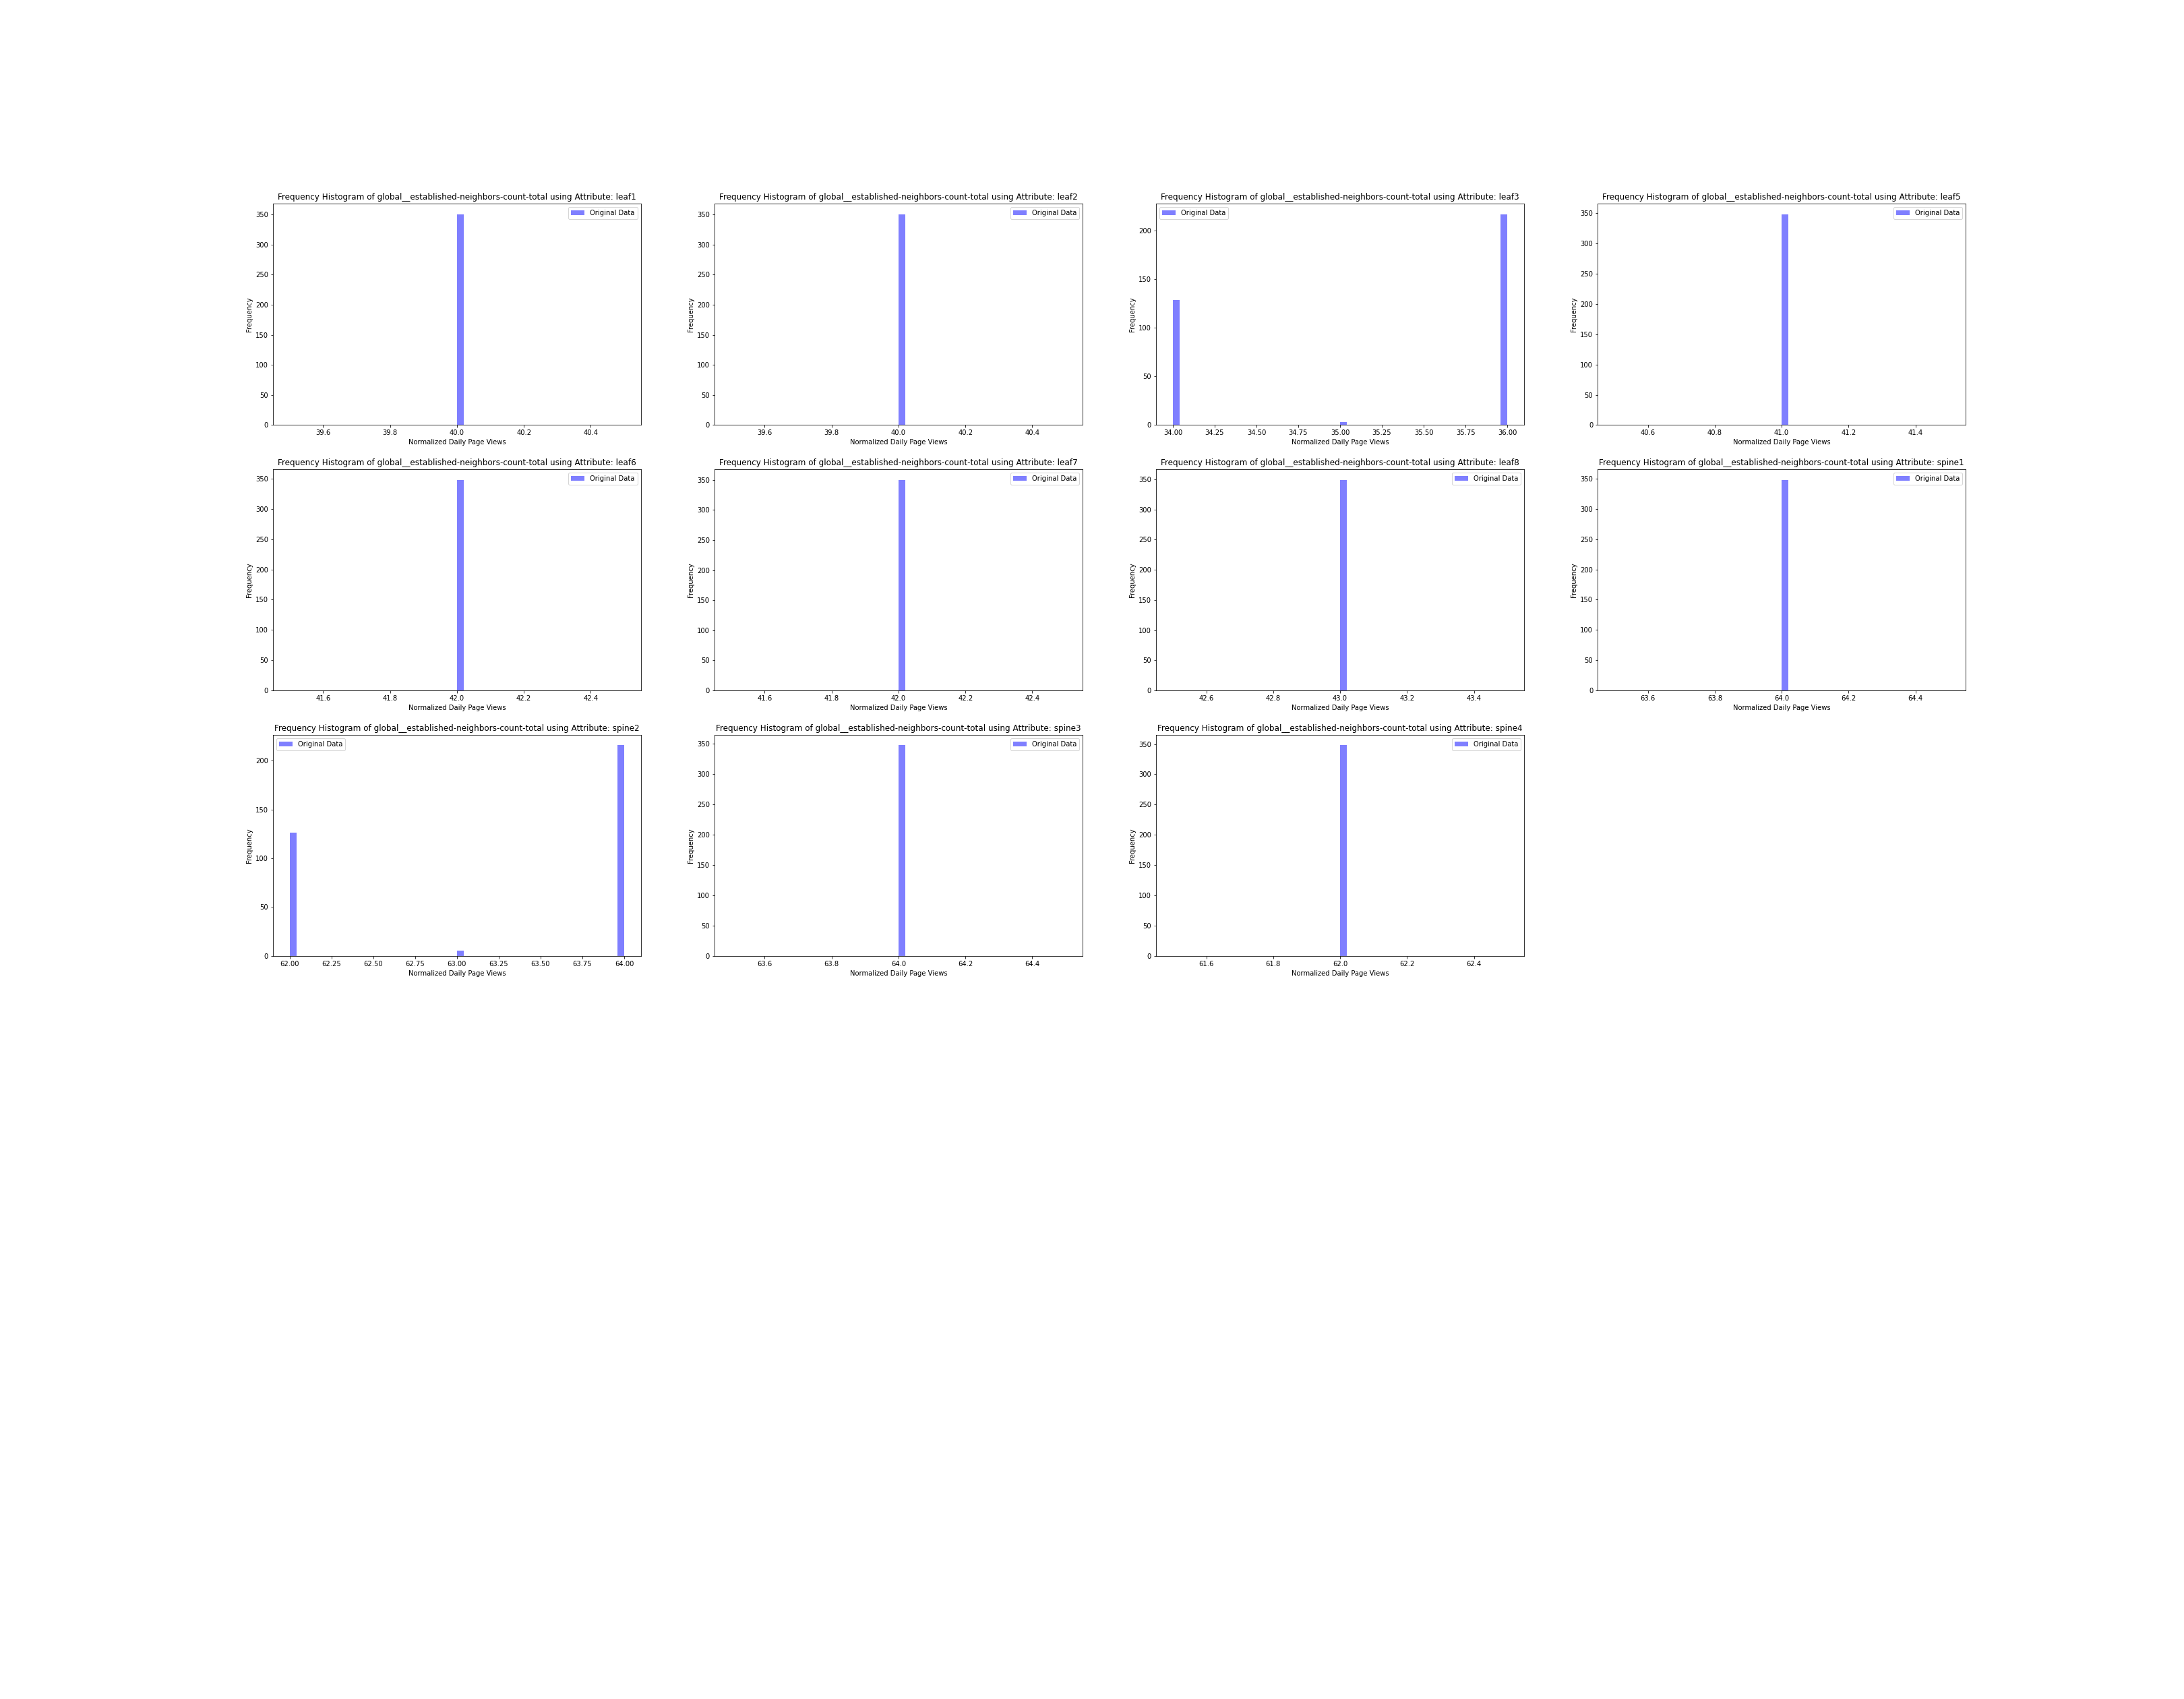 Frequency Histogram of global__established-neighbors-count-total using Attribute: leaf1
Original Data
Frequency
350
300
250
200
150
100
50
0
39.6 39.8 40.0 40.2 40.4
Normalized Daily Page Views
Frequency Histogram of global__established-neighbors-count-total using Attribute: leaf2
Original Data
Frequency
350
300
250
200
150
100
50
0
39.6 39.8 40.0 40.2 40.4
Normalized Daily Page Views
Frequency Histogram of global__established-neighbors-count-total using Attribute: leaf3
Original Data
Frequency
200
150
100
50
0
34.00 34.25 34.50 34.75 35.00 35.25 35.50 35.75 36.00
Normalized Daily Page Views
Frequency Histogram of global__established-neighbors-count-total using Attribute: leaf5
Original Data
Frequency
350
300
250
200
150
100
50
0
40.6 40.8 41.0 41.2 41.4
Normalized Daily Page Views
Frequency Histogram of global__established-neighbors-count-total using Attribute: leaf6
Original Data
Frequency
350
300
250
200
150
100
50
0
41.6 41.8 42.0 42.2 42.4
Normalized Daily Page Views
Frequency Histogram of global__established-neighbors-count-total using Attribute: leaf7
Original Data
Frequency
350
300
250
200
150
100
50
0
41.6 41.8 42.0 42.2 42.4
Normalized Daily Page Views
Frequency Histogram of global__established-neighbors-count-total using Attribute: leaf8
Original Data
Frequency
350
300
250
200
150
100
50
0
42.6 42.8 43.0 43.2 43.4
Normalized Daily Page Views
Frequency Histogram of global__established-neighbors-count-total using Attribute: spine1
Original Data
Frequency
350
300
250
200
150
100
50
0
63.6 63.8 64.0 64.2 64.4
Normalized Daily Page Views
Frequency Histogram of global__established-neighbors-count-total using Attribute: spine2
Original Data
Frequency
200
150
100
50
0
62.00 62.25 62.50 62.75 63.00 63.25 63.50 63.75 64.00
Normalized Daily Page Views
Frequency Histogram of global__established-neighbors-count-total using Attribute: spine3
Original Data
Frequency
350
300
250
200
150
100
50
0
63.6 63.8 64.0 64.2 64.4
Normalized Daily Page Views
Frequency Histogram of global__established-neighbors-count-total using Attribute: spine4
Original Data
Frequency
350
300
250
200
150
100
50
0
61.6 61.8 62.0 62.2 62.4
Normalized Daily Page Views